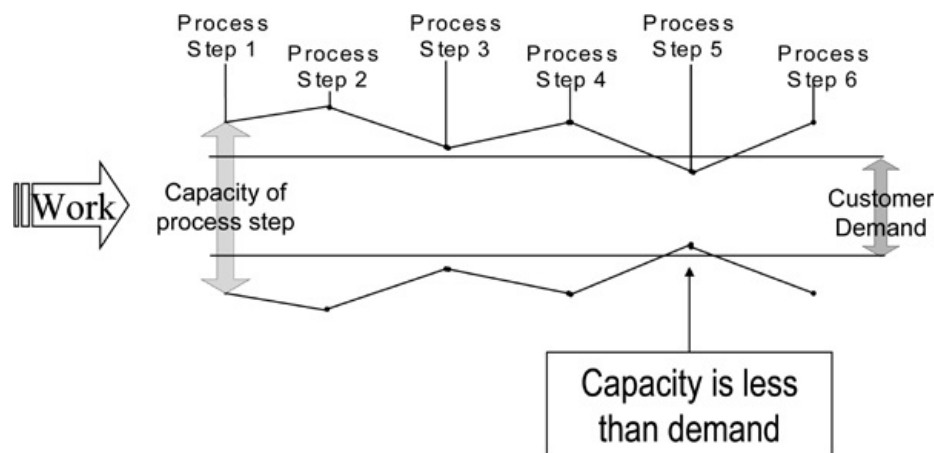 Process
Step 1
Process
Step 2
Process
Step 3
Process
Step 4
Process
Step 5
Process
Step 6
Work
Capacity of
process step
Customer
Demand
Capacity is less
than demand